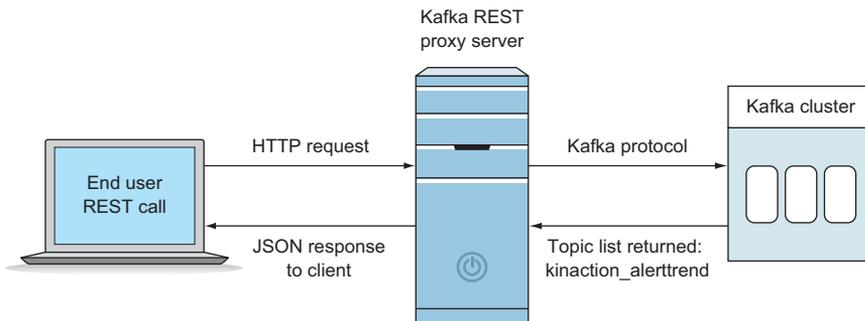 Kafka REST
proxy server
Kafka cluster
HTTP request
Kafka protocol
End user
REST call
JSON response
to client
Topic list returned:
kinaction_alerttrend